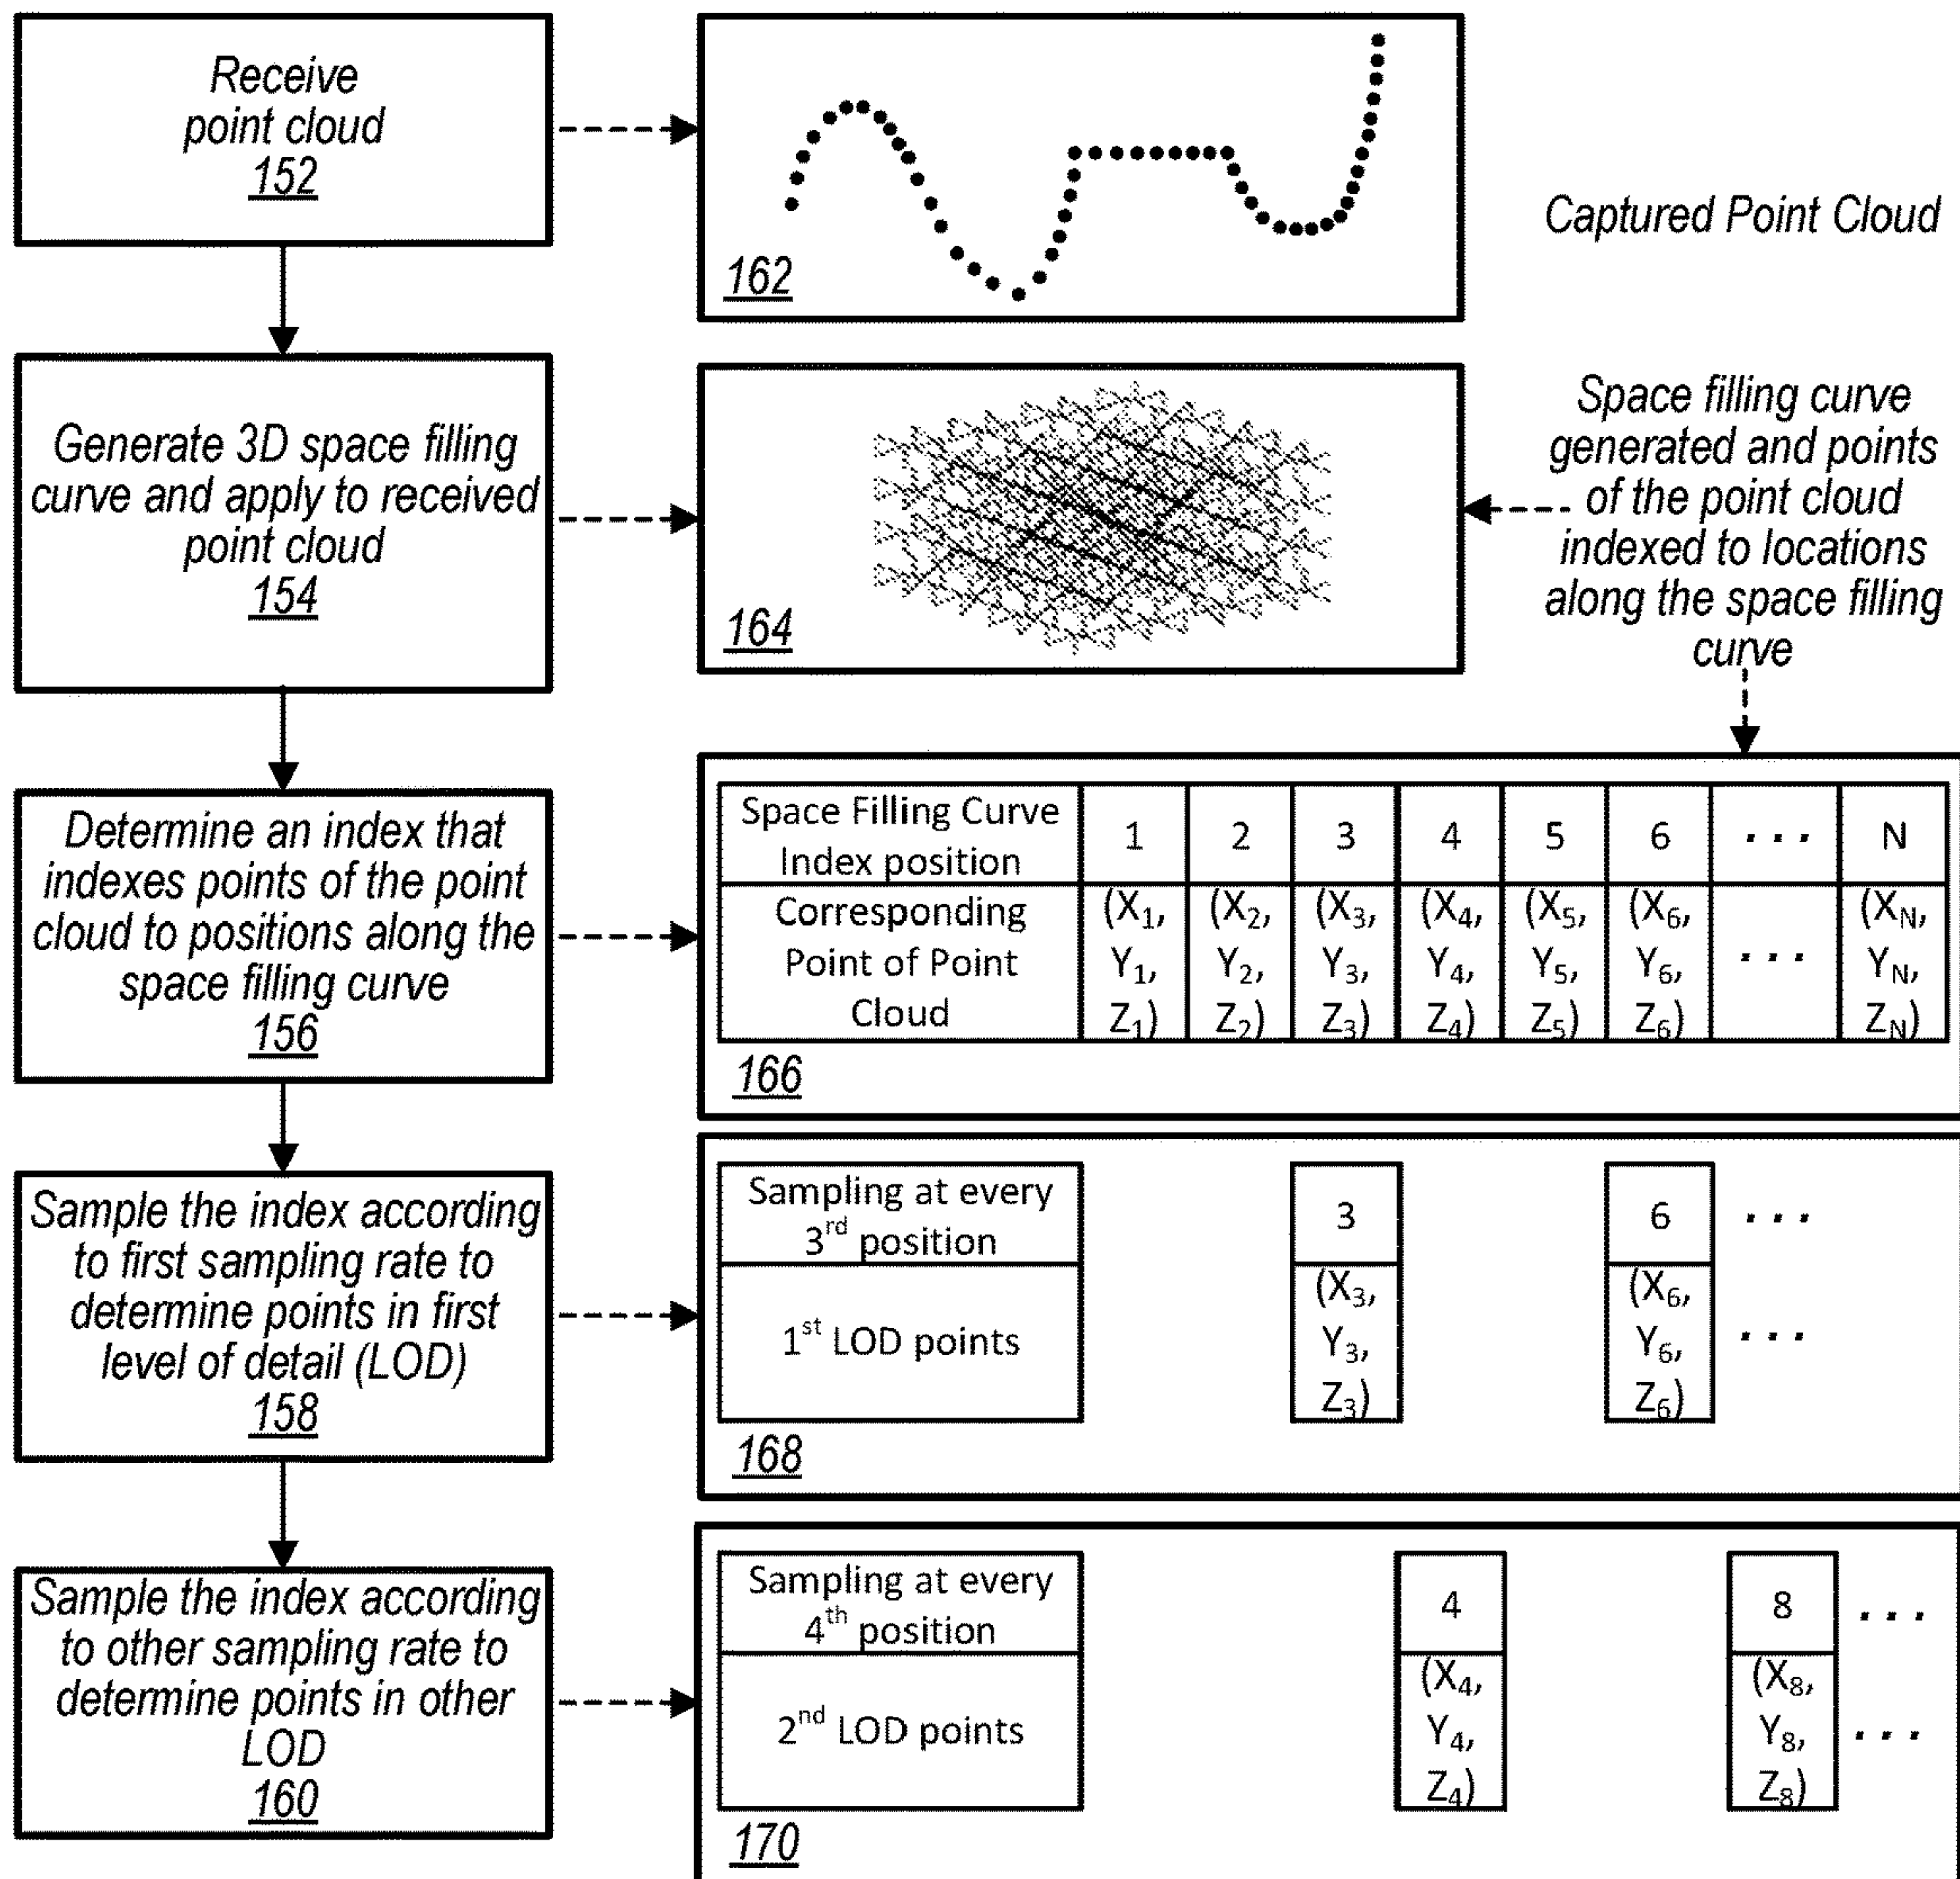 Receive
point cloud
152
162
Captured Point Cloud
Generate 3D space filling
curve and apply to received
point cloud
154
164
Space filling curve
generated and points
of the point cloud
indexed to locations
along the space filling
curve
Determine an index that
indexes points of the point
cloud to positions along the
space filling curve
156
Space Filling Curve
Index position
1 2 3 4 5 6 ... N
Corresponding
Point of Point
Cloud
(X₁, (X₂, (X₃, (X₄, (X₅, (X₆, (X_N,
Y₁, Y₂, Y₃, Y₄, Y₅, Y₆, ... Y_N,
Z₁) Z₂) Z₃) Z₄) Z₅) Z₆) Z_N)
166
Sample the index according
to first sampling rate to
determine points in first
level of detail (LOD)
158
Sampling at every
3rd position
3 6 ...
1st LOD points
(X₃, (X₆,
Y₃, Y₆, ...
Z₃) Z₆)
168
Sample the index according
to other sampling rate to
determine points in other
LOD
160
Sampling at every
4th position
4 8 ...
2nd LOD points
(X₄, (X₈,
Y₄, Y₈, ...
Z₄) Z₈)
170